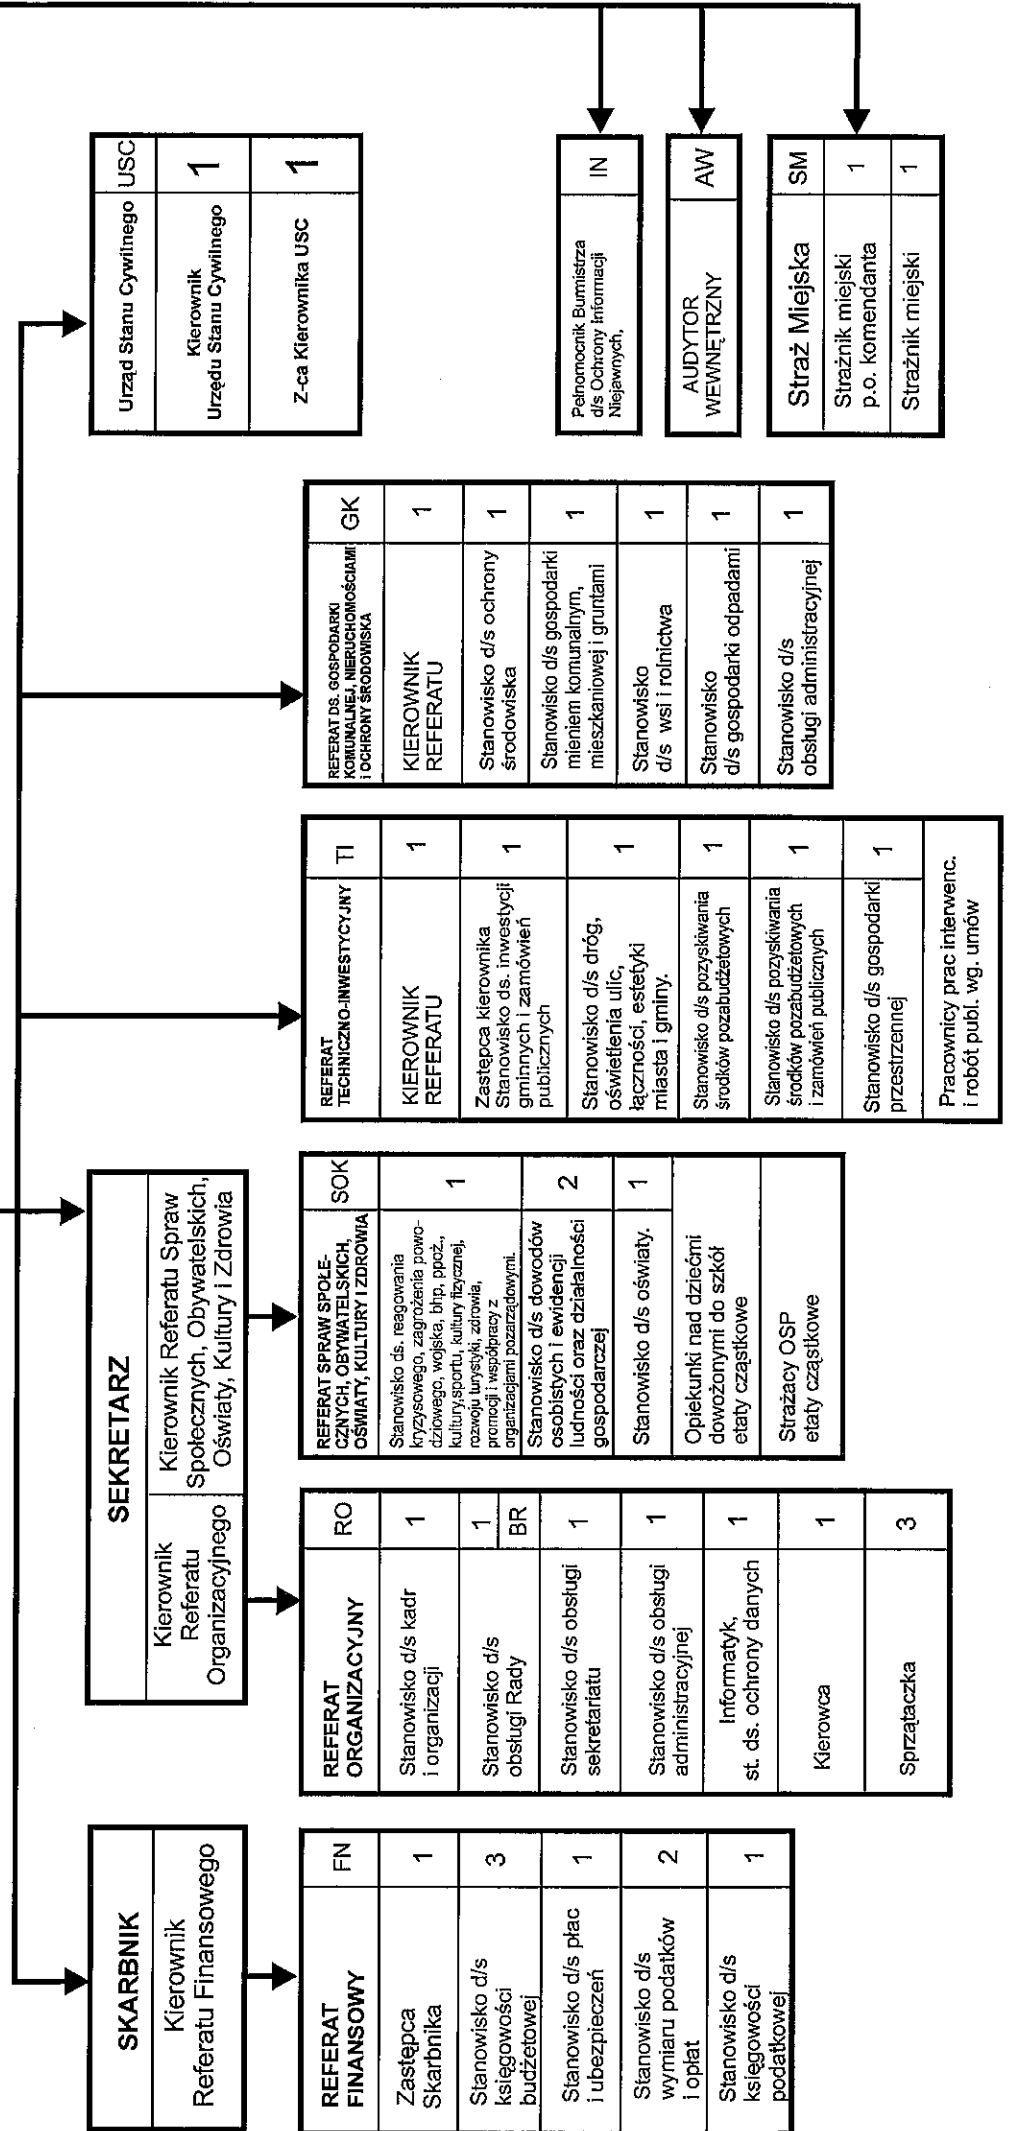 SKARBNIK
Kierownik
Referatu Finansowego
REFERAT
FINANSOWY
FN
Zastępca
Skarbnika
1
Stanowisko d/s
księgowości
budżetowej
3
Stanowisko d/s płac
i ubezpieczeń
1
Stanowisko d/s
wymiaru podatków
i opłat
2
Stanowisko d/s
księgowości
podatkowej
1
SEKRETARZ
Kierownik
Referatu
Organizacyjnego
Kierownik Referatu Spraw
Społecznych, Obywatelskich,
Oświaty, Kultury i Zdrowia
REFERAT
ORGANIZACYJNY
RO
Stanowisko d/s kadr
i organizacji
1
Stanowisko d/s
obsługi Rady
1
BR
Stanowisko d/s obsługi
sekretariatu
1
Stanowisko d/s obsługi
administracyjnej
1
Informatyk,
st. ds. ochrony danych
1
Kierowca
1
Sprzątaczka
3
REFERAT SPRAW SPOŁE-
CZNYCH, OBYWATELSKICH,
OŚWIATY, KULTURY I ZDROWIA
SOK
Stanowisko ds. reagowania
kryzysowego, zagrożenia powo-
dziowego, wojska, bhp, ppoż.,
kultury,sportu, kultury fizycznej,
rozwoju turystyki, zdrowia,
promocji i współpracy z
organizacjami pozarządowymi.
1
Stanowisko d/s dowodów
osobistych i ewidencji
ludności oraz działalności
gospodarczej
2
Stanowisko d/s oświaty.
1
Opiekunki nad dziećmi
dowożonymi do szkół
etaty cząstkowe
Strażacy OSP
etaty cząstkowe
REFERAT
TECHNICZNO-INWESTYCYJNY
TI
KIEROWNIK
REFERATU
1
Zastępca kierownika
Stanowisko ds. inwestycji
gminnych i zamówień
publicznych
1
Stanowisko d/s dróg,
oświetlenia ulic,
łączności, estetyki
miasta i gminy.
1
Stanowisko d/s pozyskiwania
środków pozabudżetowych
1
Stanowisko d/s pozyskiwania
środków pozabudżetowych
i zamówień publicznych
1
Stanowisko d/s gospodarki
przestrzennej
1
Pracownicy prac interwenc.
i robót publ. wg. umów
REFERAT DS. GOSPODARKI
KOMUNALNEJ, NIERUCHOMOŚCIAMI
i OCHRONY ŚRODOWISKA
GK
KIEROWNIK
REFERATU
1
Stanowisko d/s ochrony
środowiska
1
Stanowisko d/s gospodarki
mieniem komunalnym,
mieszkaniowej i gruntami
1
Stanowisko
d/s wsi i rolnictwa
1
Stanowisko
d/s gospodarki odpadami
1
Stanowisko d/s
obsługi administracyjnej
1
Urząd Stanu Cywilnego
USC
Kierownik
Urzędu Stanu Cywilnego
1
Z-ca Kierownika USC
1
Pełnomocnik Burmistrza
d/s Ochrony Informacji
Niejawnych,
IN
AUDYTOR
WEWNĘTRZNY
AW
Straż Miejska
SM
Strażnik miejski
p.o. komendanta
1
Strażnik miejski
1